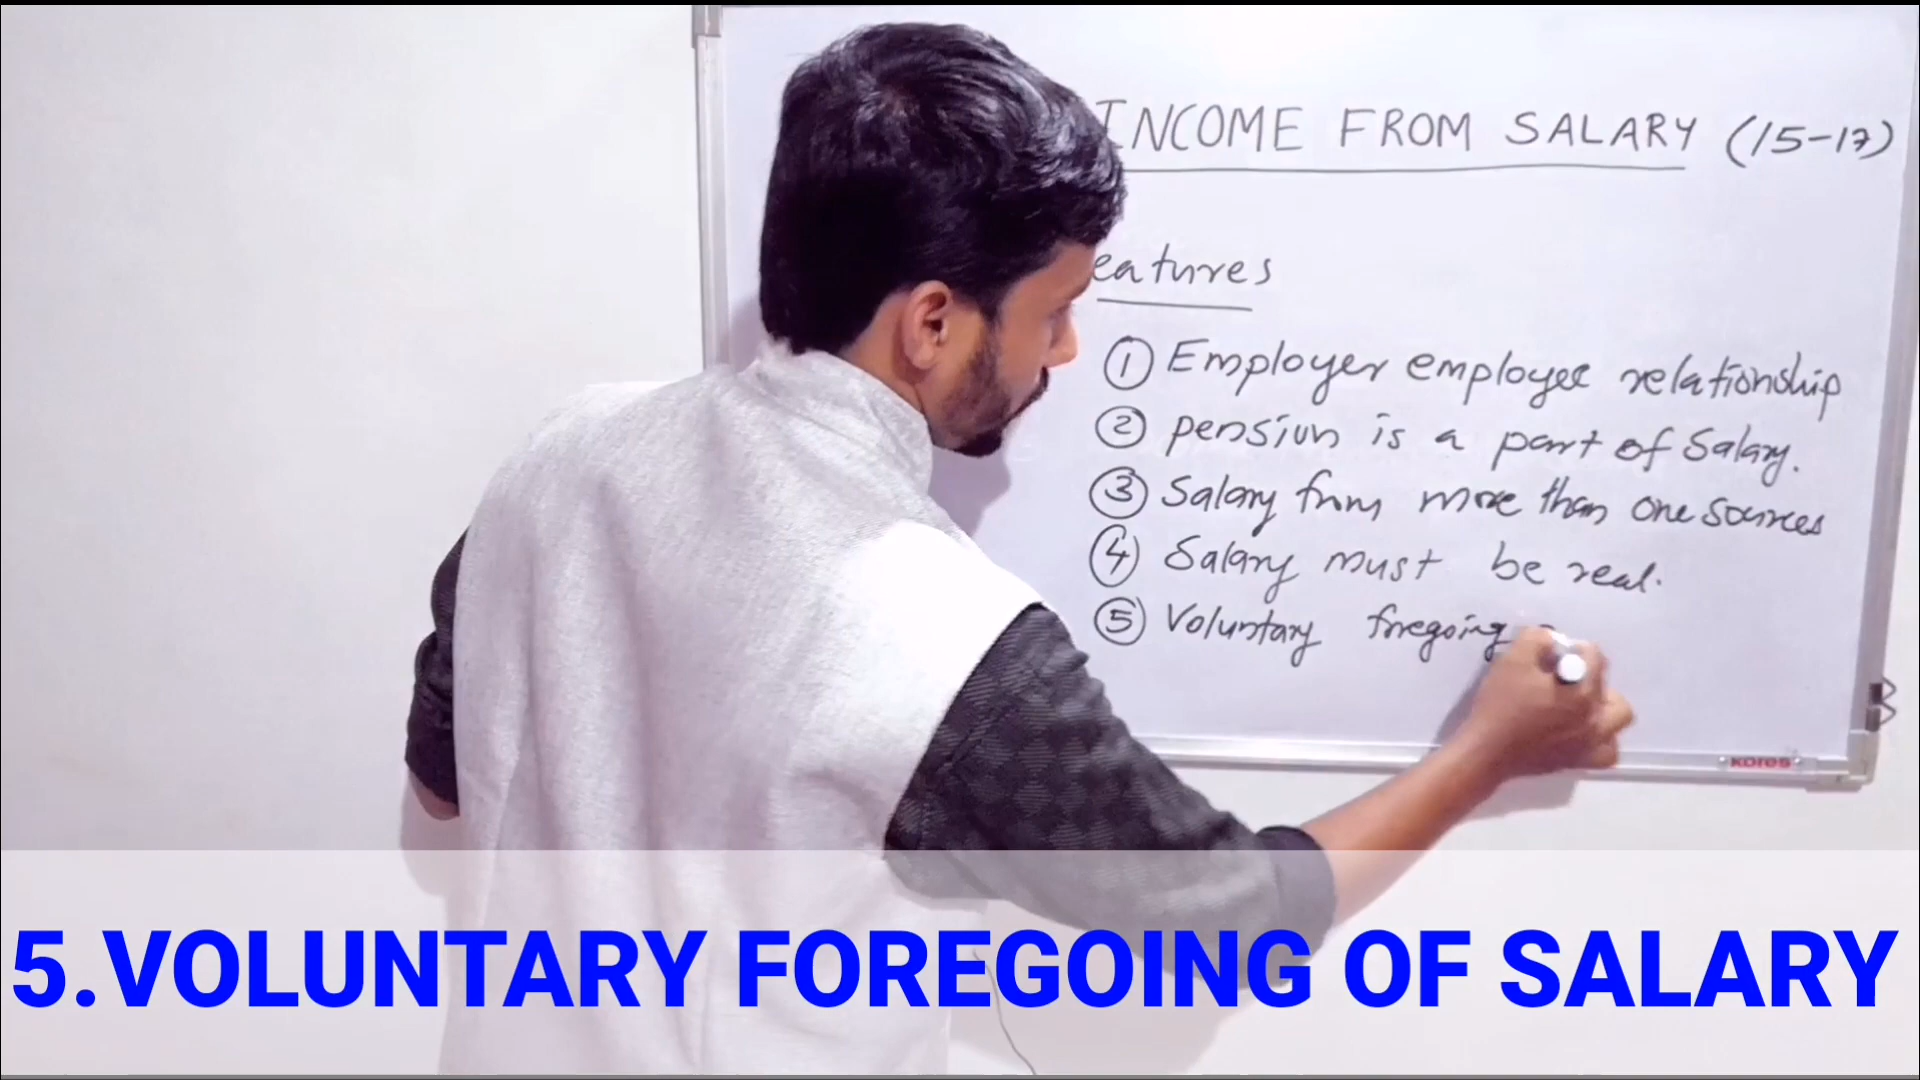 INCOME FROM SALARY (15-17)
eatures
① Employer employee relationship
② pension is a part of Salary.
③ Salary from more than one sources
④ Salary must be real.
⑤ Voluntary foregoing
kores
5.VOLUNTARY FOREGOING OF SALARY